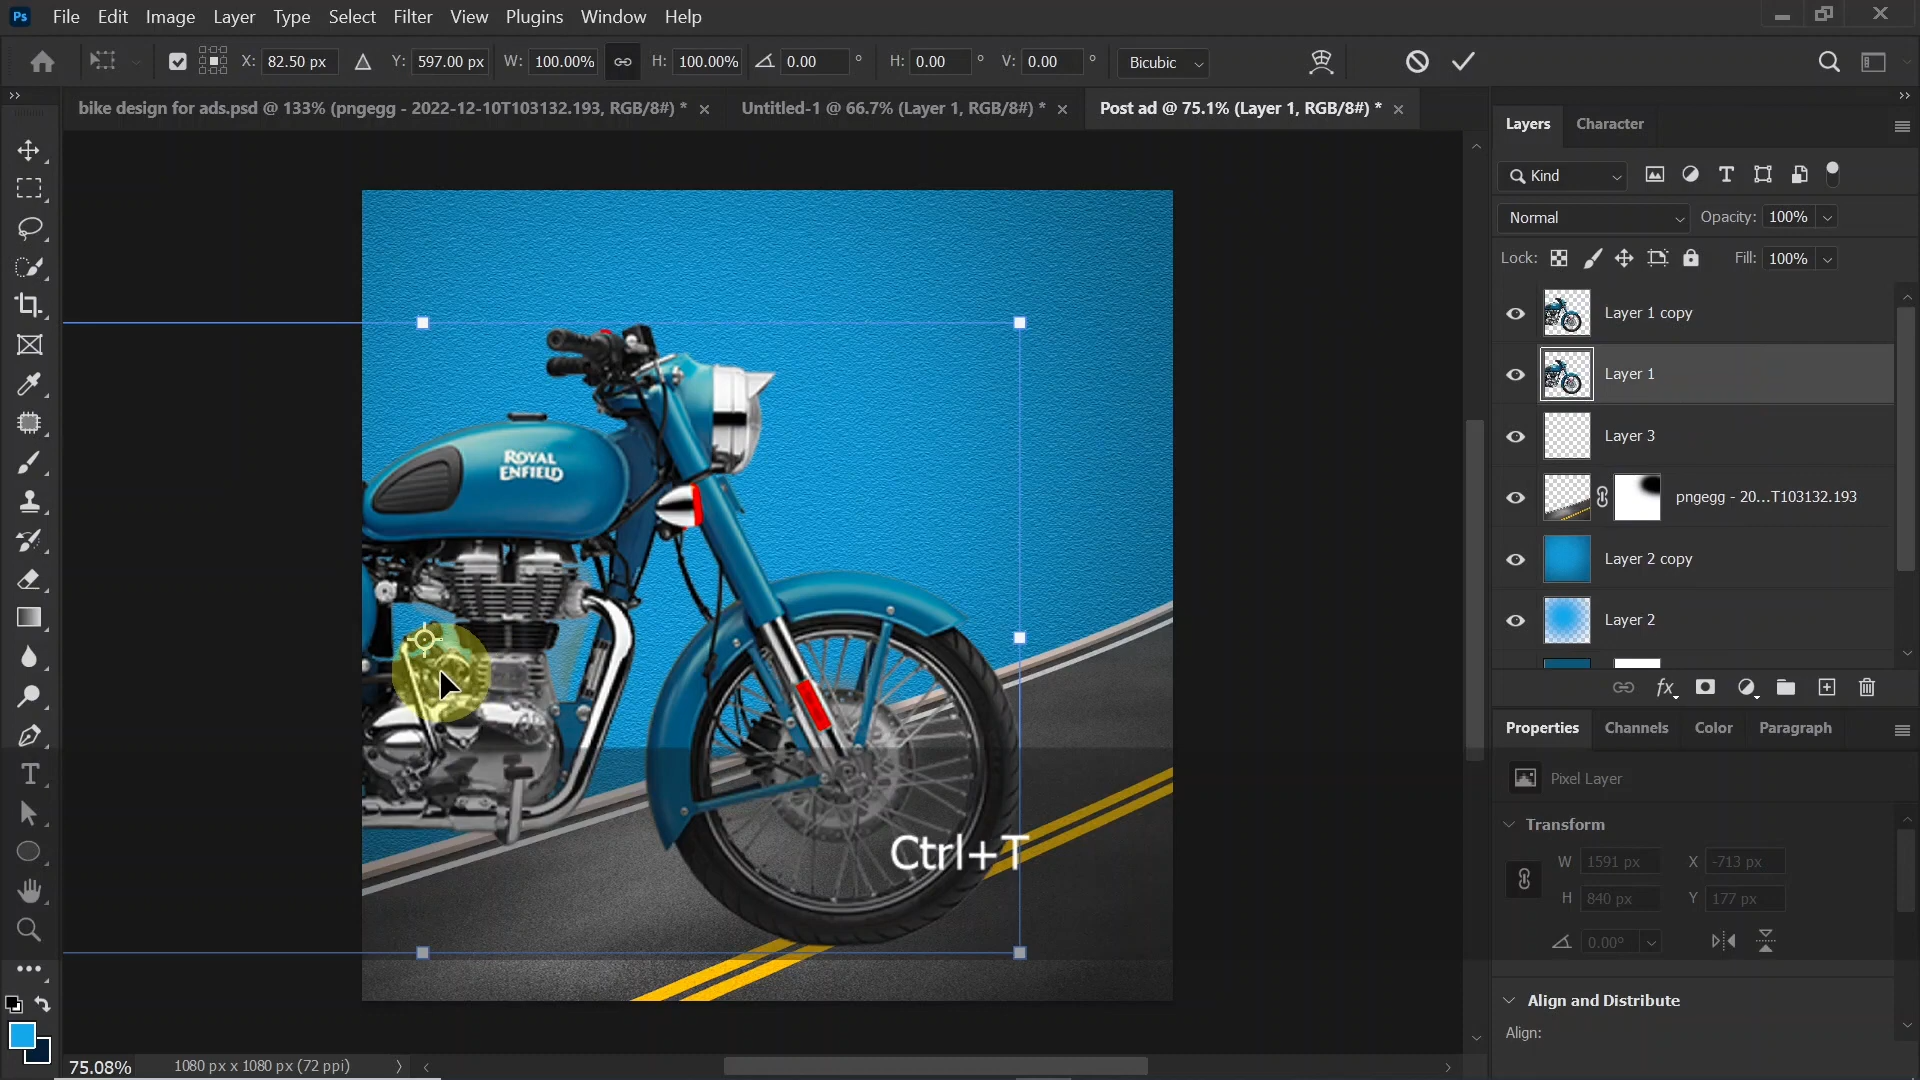 Ps File Edit Image Layer Select Type Filter View Plugins Window Help
X: 82.50 px Y: 597.00 px W: 100.00% H: 100.00% 0.00 ° H: 0.00 ° V: 0.00 ° Bicubic
bike design for ads.psd @ 133% (pngegg - 2022-12-10T103132.193, RGB/8#) * Untitled-1 @ 66.7% (Layer 1, RGB/8#) * Post ad @ 75.1% (Layer 1, RGB/8#) *
Layers Character
Kind
Normal Opacity: 100%
Lock: Fill: 100%
Layer 1 copy
Layer 1
Layer 3
pngegg - 20...T103132.193
Layer 2 copy
Layer 2
fx
Properties Channels Color Paragraph
Pixel Layer
Transform
W 1591 px X -713 px
H 840 px Y 177 px
0.00°
Align and Distribute
Align:
ROYAL
ENFIELD
Ctrl+T
75.08% 1080 px x 1080 px (72 ppi)